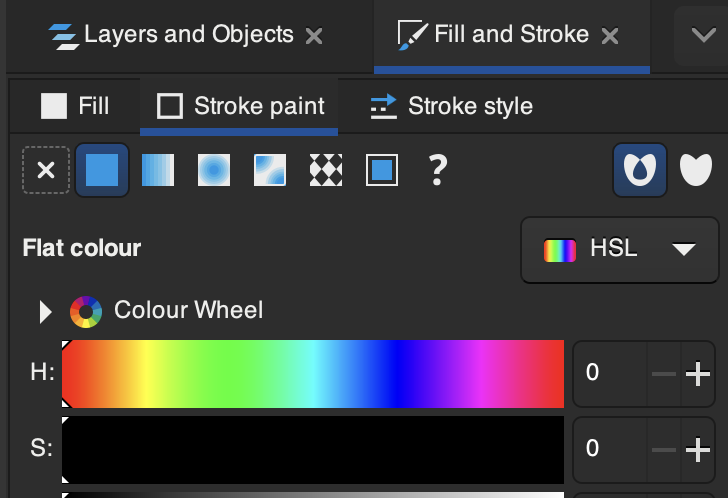 Layers and Objects Fill and Stroke
Fill Stroke paint Stroke style
?
Flat colour HSL
Colour Wheel
H: 0
S: 0